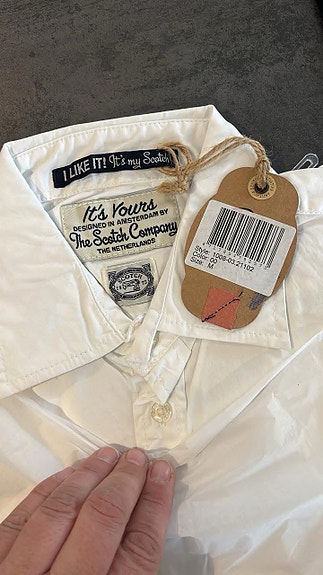 I LIKE IT! It's my Scotch
It's Yours
DESIGNED IN AMSTERDAM BY
The Scotch Company
THE NETHERLANDS
SCOTCH
Style: 1008-03.21102
Color: 00
Size: M